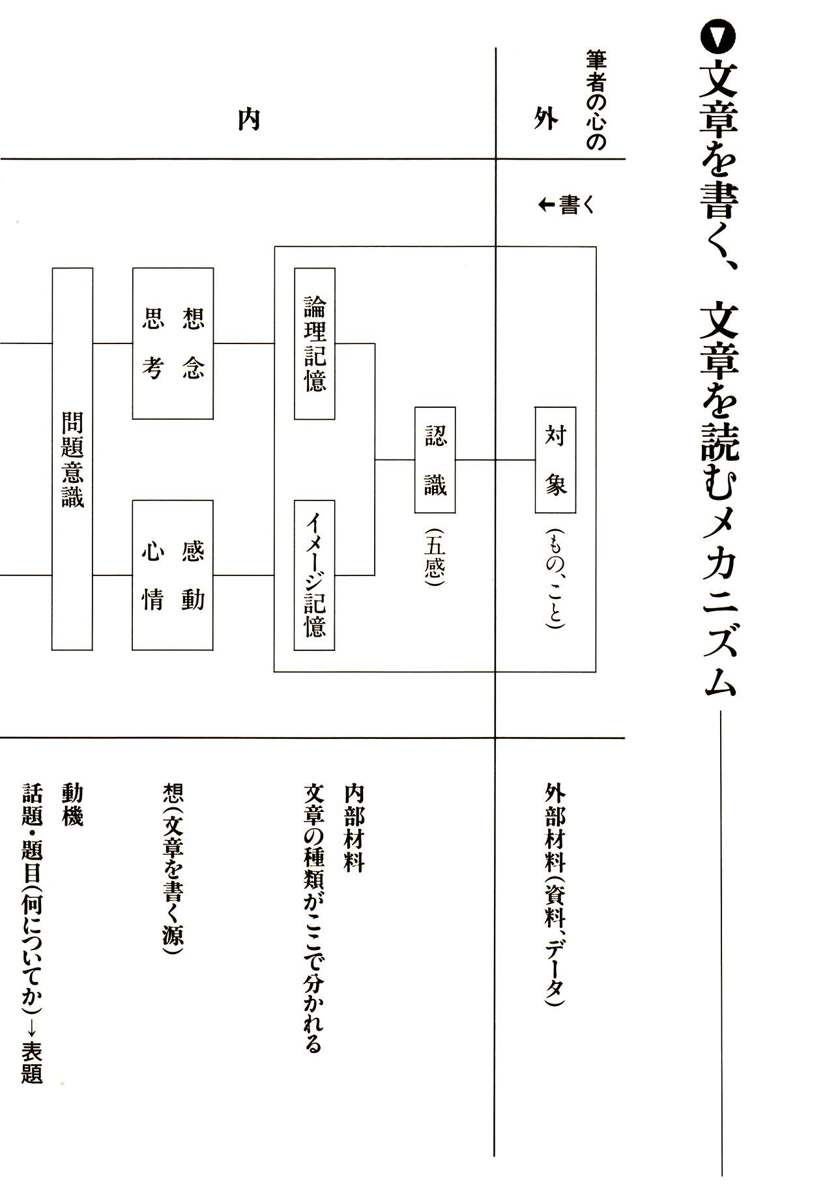 ▼文章を書く、文章を読むメカニズム
筆者の心の
外
内
←書く
対象
(もの、こと)
認識
(五感)
論理記憶
イメージ記憶
想念
思考
感動
心情
問題意識
外部材料(資料、データ)
内部材料
文章の種類がここで分かれる
想(文章を書く源)
動機
話題・題目(何についてか)→表題